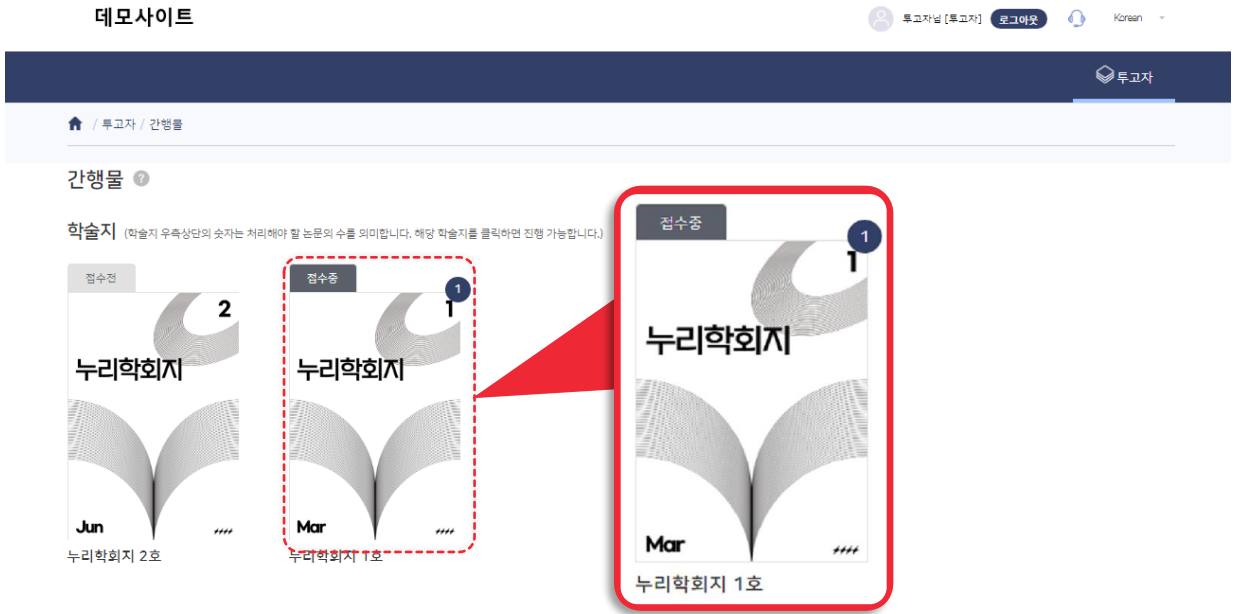 데모사이트
투고자님 [투고자] 로그아웃 Korean
투고자
/ 투고자 / 간행물
간행물 ?
학술지 (학술지 우측상단의 숫자는 처리해야 할 논문의 수를 의미합니다, 해당 학술지를 클릭하면 진행 가능합니다.)
접수전
2
누리학회지
Jun
누리학회지 2호
접수중
1
1
누리학회지
Mar
누리학회지 1호
접수중
1
1
누리학회지
Mar
누리학회지 1호